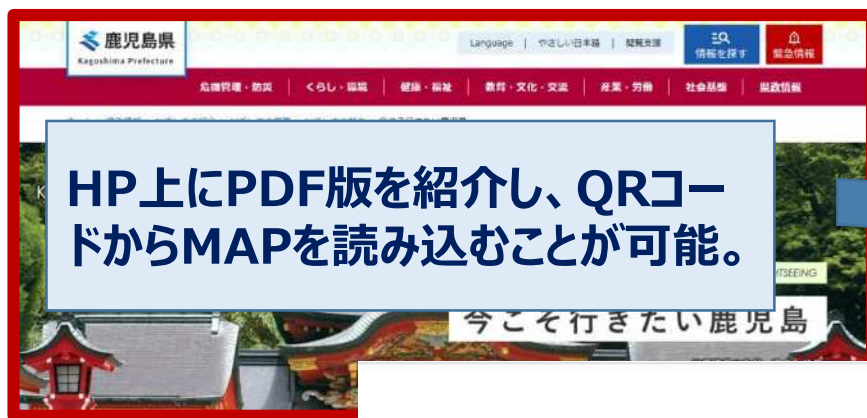 鹿児島県
Kagoshima Prefecture
Language | やさしい日本語 | 閲覧支援
情報を探す
緊急情報
危機管理・防災 | くらし・環境 | 健康・福祉 | 教育・文化・交流 | 産業・労働 | 社会基盤 | 県政情報
HP上にPDF版を紹介し、QRコー
ドからMAPを読み込むことが可能。
今こそ行きたい鹿児島